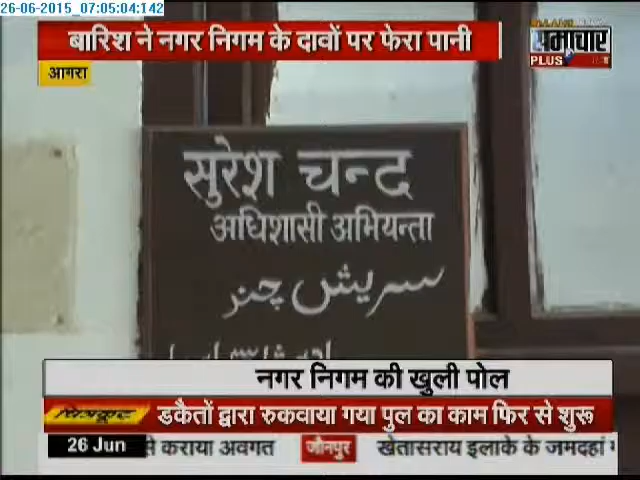 26-06-2015_07:05:04:142
बारिश ने नगर निगम के दावों पर फेरा पानी
समाचार
PLUS
आगरा
सुरेश चन्द
अधिशासी अभियन्ता
سریش چندر
नगर निगम की खुली पोल
चित्रकूट डकैतों द्वारा रुकवाया गया पुल का काम फिर से शुरू
26 Jun से कराया अवगत जौनपुर खेतासराय इलाके के जमदहां